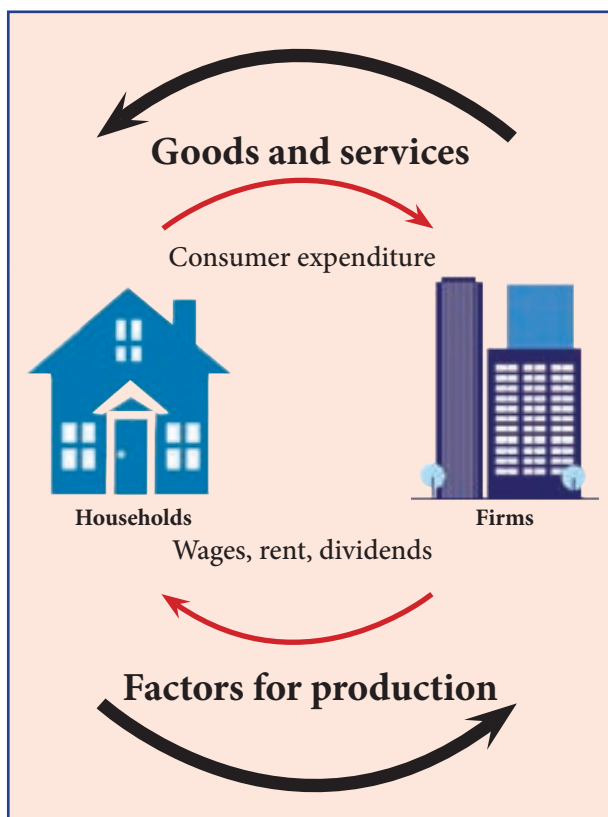 Goods and services
Consumer expenditure
Households
Firms
Wages, rent, dividends
Factors for production